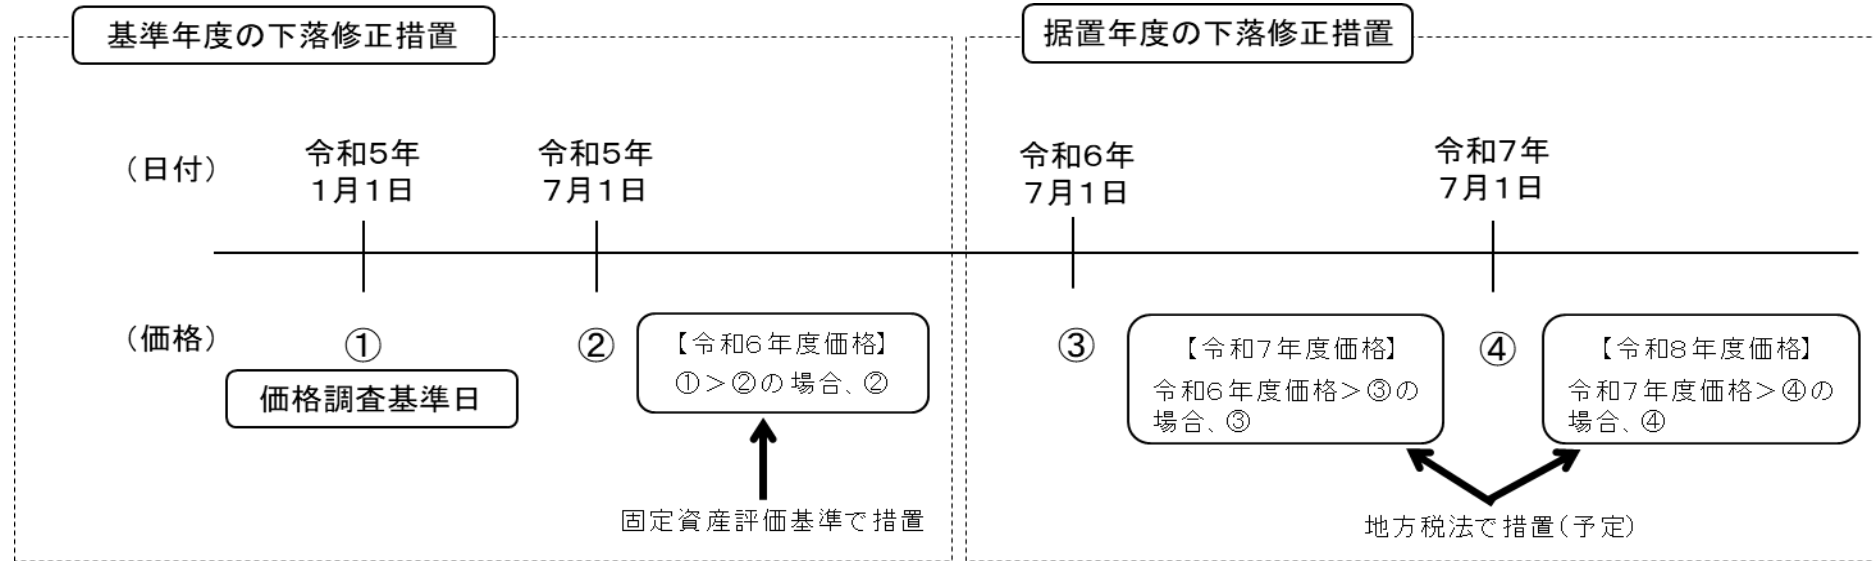 基準年度の下落修正措置
据置年度の下落修正措置
（日付）
令和５年
１月１日
令和５年
７月１日
令和６年
７月１日
令和７年
７月１日
（価格）
①
価格調査基準日
②
【令和６年度価格】
①＞②の場合、②
固定資産評価基準で措置
③
【令和７年度価格】
令和６年度価格＞③の
場合、③
④
【令和８年度価格】
令和７年度価格＞④の
場合、④
地方税法で措置（予定）